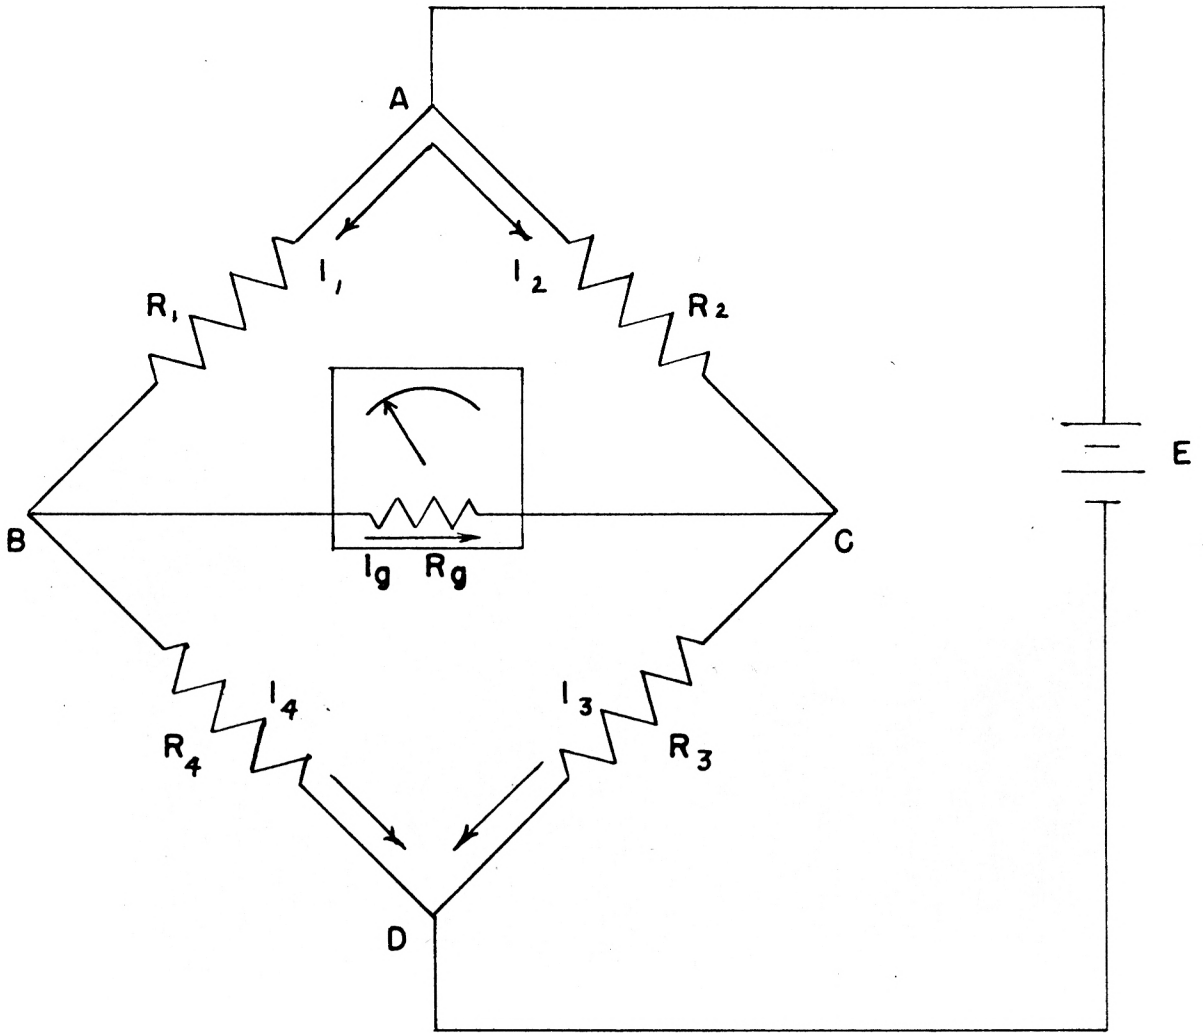 A
I₁ I₂
R₁ R₂
E
B C
Ig Rg
I₄ I₃
R₄ R₃
D